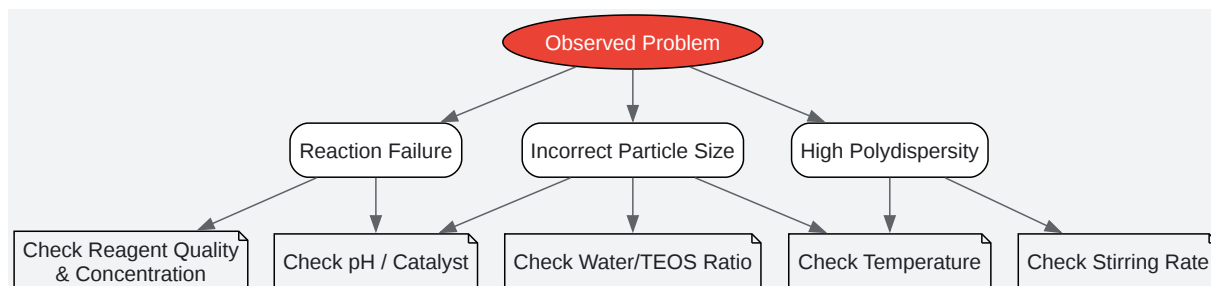 Observed Problem
Reaction Failure
Incorrect Particle Size
High Polydispersity
Check Reagent Quality
& Concentration
Check pH / Catalyst
Check Water/TEOS Ratio
Check Temperature
Check Stirring Rate